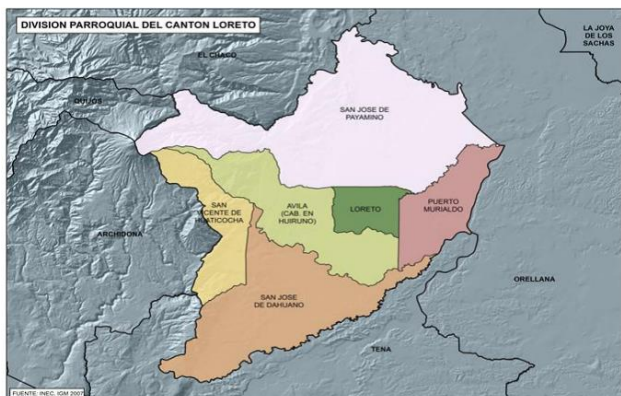 DIVISION PARROQUIAL DEL CANTON LORETO
LA JOYA
DE LOS
SACHAS
EL CHACO
QUIJOS
SAN JOSE DE
PAYAMINO
SAN
VICENTE DE
HUATICOCHA
AVILA
(CAB. EN
HUIRUNO)
LORETO
PUERTO
MURIALDO
ARCHIDONA
ORELLANA
SAN JOSE
DE DAHUANO
TENA
FUENTE: INEC, IGM 2007